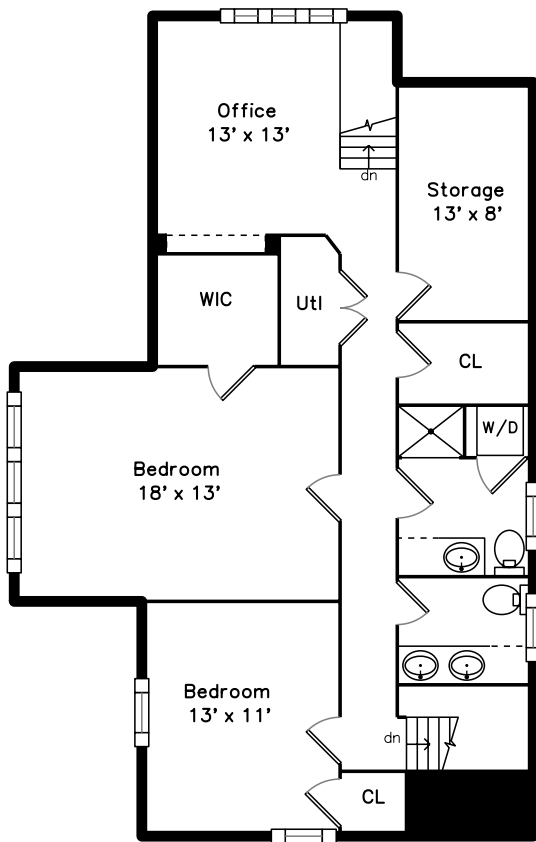 Office
13' x 13'
dn
Storage
13' x 8'
WIC
Utl
CL
W/D
Bedroom
18' x 13'
Bedroom
13' x 11'
dn
CL